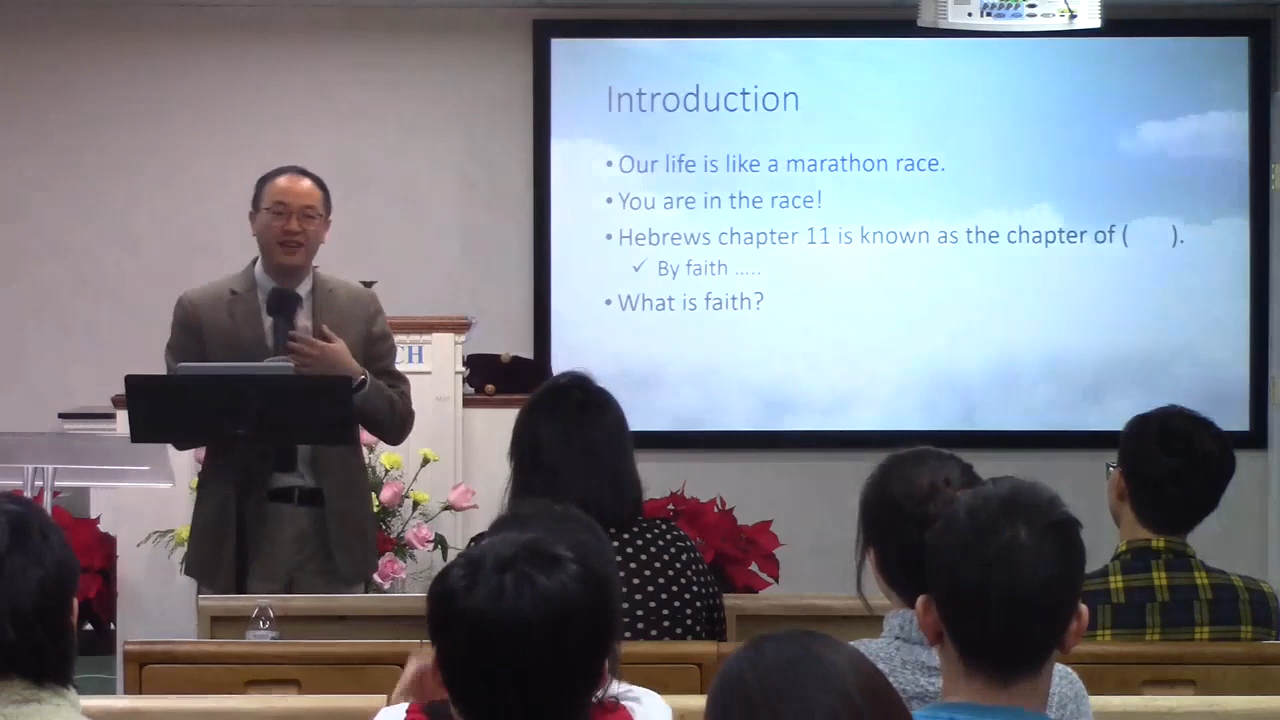 Introduction
• Our life is like a marathon race.
• You are in the race!
• Hebrews chapter 11 is known as the chapter of (      ).
✓ By faith .....
• What is faith?
CH